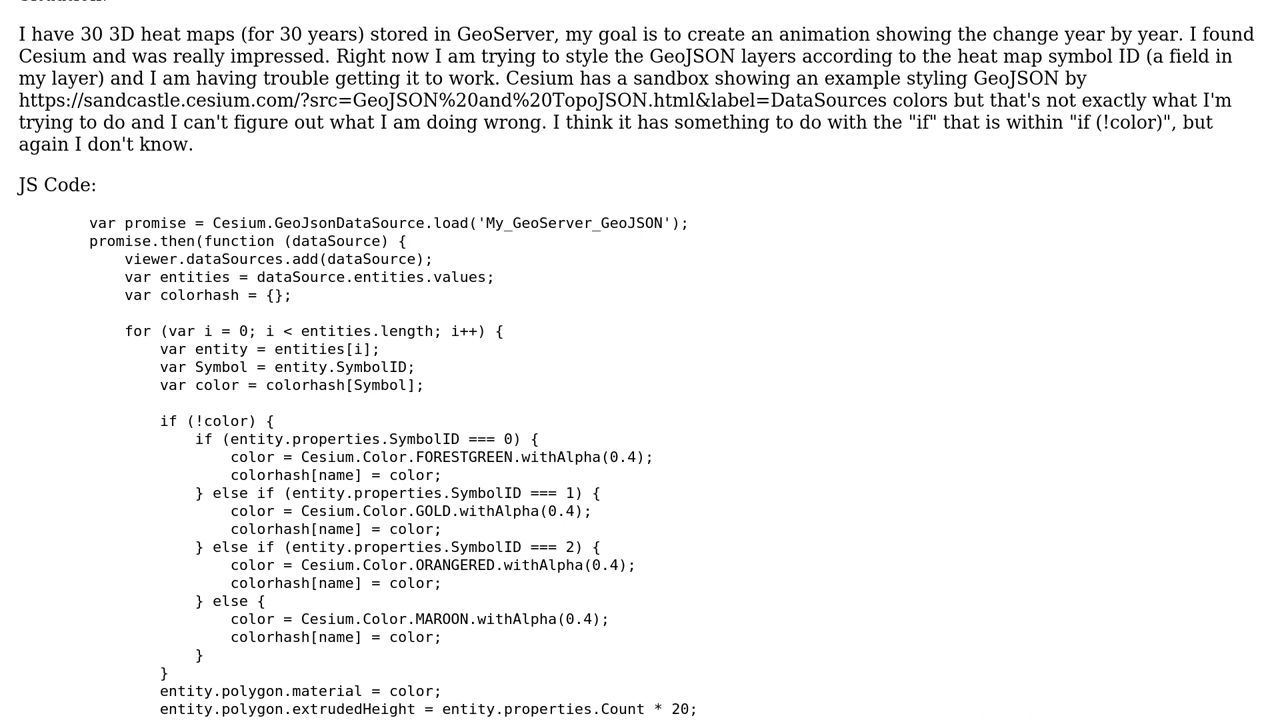 I have 30 3D heat maps (for 30 years) stored in GeoServer, my goal is to create an animation showing the change year by year. I found
Cesium and was really impressed. Right now I am trying to style the GeoJSON layers according to the heat map symbol ID (a field in
my layer) and I am having trouble getting it to work. Cesium has a sandbox showing an example styling GeoJSON by
https://sandcastle.cesium.com/?src=GeoJSON%20and%20TopoJSON.html&label=DataSources colors but that's not exactly what I'm
trying to do and I can't figure out what I am doing wrong. I think it has something to do with the "if" that is within "if (!color)", but
again I don't know.
JS Code:
var promise = Cesium.GeoJsonDataSource.load('My_GeoServer_GeoJSON');
promise.then(function (dataSource) {
viewer.dataSources.add(dataSource);
var entities = dataSource.entities.values;
var colorhash = {};
for (var i = 0; i < entities.length; i++) {
var entity = entities[i];
var Symbol = entity.SymbolID;
var color = colorhash[Symbol];
if (!color) {
if (entity.properties.SymbolID === 0) {
color = Cesium.Color.FORESTGREEN.withAlpha(0.4);
colorhash[name] = color;
} else if (entity.properties.SymbolID === 1) {
color = Cesium.Color.GOLD.withAlpha(0.4);
colorhash[name] = color;
} else if (entity.properties.SymbolID === 2) {
color = Cesium.Color.ORANGERED.withAlpha(0.4);
colorhash[name] = color;
} else {
color = Cesium.Color.MAROON.withAlpha(0.4);
colorhash[name] = color;
}
}
entity.polygon.material = color;
entity.polygon.extrudedHeight = entity.properties.Count * 20;